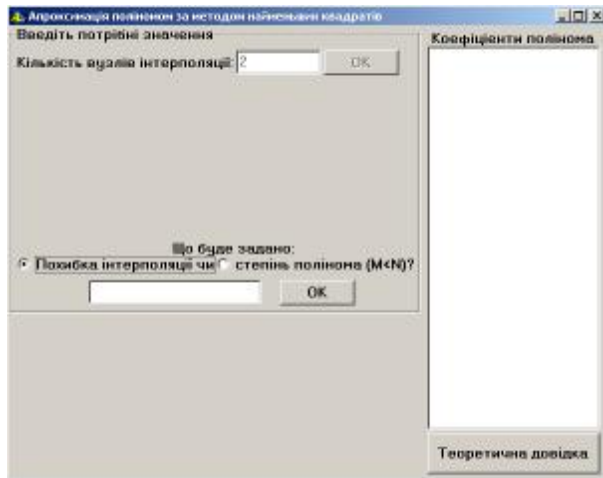 Апроксимація поліномом за методом найменьших квадратів
Введіть потрібні значення
Коефіцієнти полінома
Кількість вузлів інтерполяції: 2 OK
Що буде задано:
Похибка інтерполяції чи степінь полінома (M<N)?
OK
Теоретична довідка